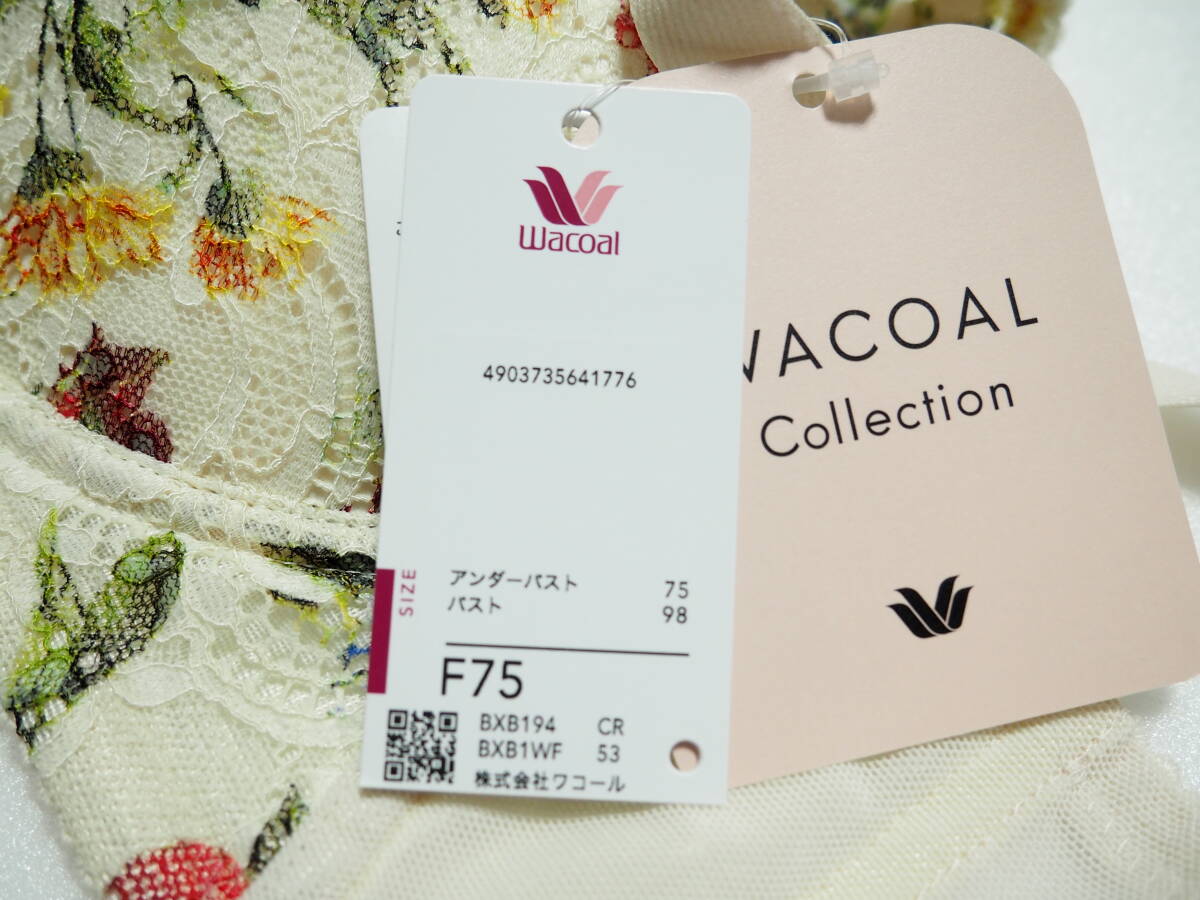 Wacoal
4903735641776
SIZE
アンダーバスト 75
バスト 98
F75
BXB194 CR
BXB1WF 53
株式会社ワコール
WACOAL
Collection